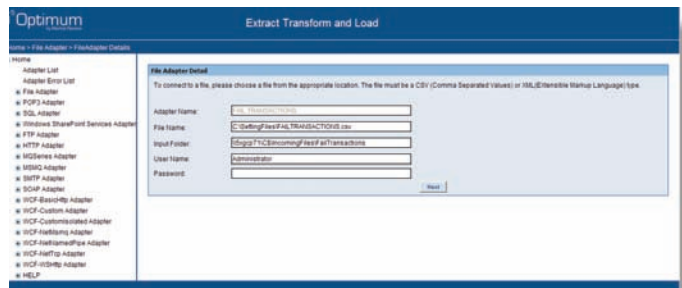 Optimum
Extract Transform and Load
Home > File Adapter > FileAdapter Details
Home
Adapter List
Adapter Error List
File Adapter
POP3 Adapter
SQL Adapter
Windows SharePoint Services Adapter
FTP Adapter
HTTP Adapter
MQSeries Adapter
MSMQ Adapter
SMTP Adapter
SOAP Adapter
WCF-BasicHttp Adapter
WCF-Custom Adapter
WCF-CustomIsolated Adapter
WCF-NetMsmq Adapter
WCF-NetNamedPipe Adapter
WCF-NetTcp Adapter
WCF-WSHttp Adapter
HELP
File Adapter Detail
To connect to a file, please choose a file from the appropriate location. The file must be a CSV (Comma Separated Values) or XML(Extensible Markup Language) type.
Adapter Name:
FAIL TRANSACTIONS
File Name:
C:\SettingFiles\FAILTRANSACTIONS.csv
Input Folder:
User Name:
Administrator
Password:
Next